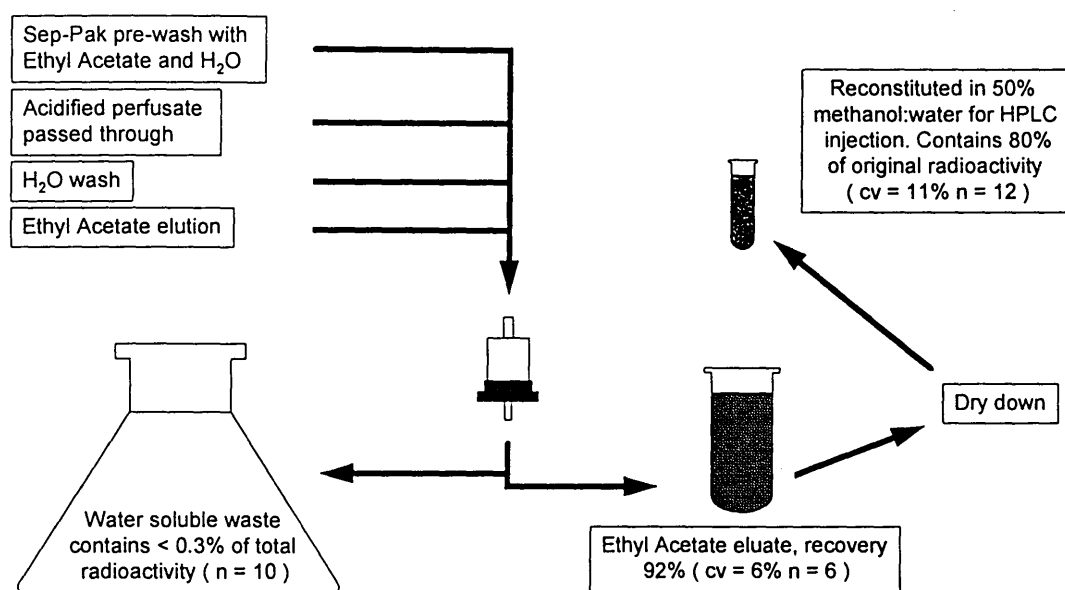 Sep-Pak pre-wash with
Ethyl Acetate and H₂O
Acidified perfusate
passed through
H₂O wash
Ethyl Acetate elution
Reconstituted in 50%
methanol:water for HPLC
injection. Contains 80%
of original radioactivity
( cv = 11% n = 12 )
Dry down
Water soluble waste
contains < 0.3% of total
radioactivity ( n = 10 )
Ethyl Acetate eluate, recovery
92% ( cv = 6% n = 6 )